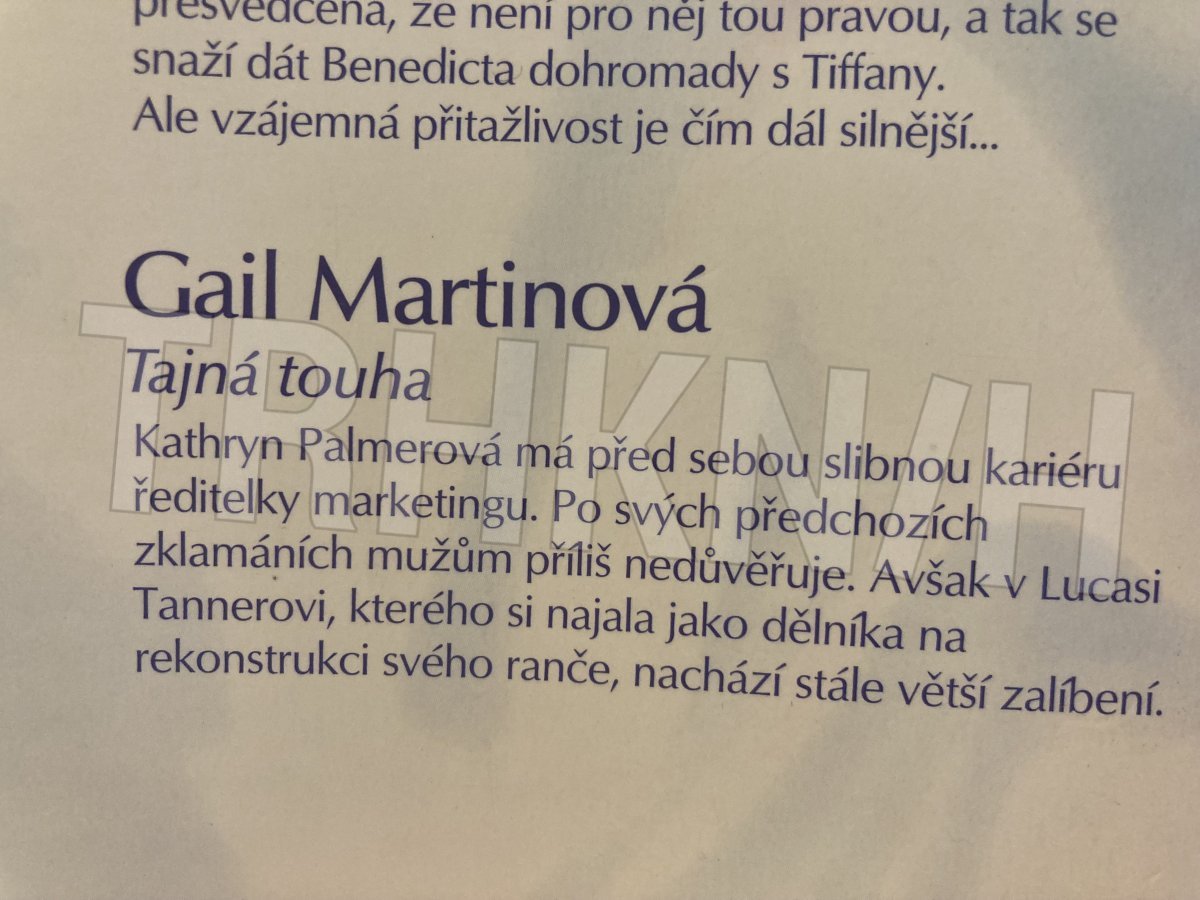 přesvědčena, že není pro něj tou pravou, a tak se
snaží dát Benedicta dohromady s Tiffany.
Ale vzájemná přitažlivost je čím dál silnější...
Gail Martinová
Tajná touha
TRHKNIH
Kathryn Palmerová má před sebou slibnou kariéru
ředitelky marketingu. Po svých předchozích
zklamáních mužům příliš nedůvěřuje. Avšak v Lucasi
Tannerovi, kterého si najala jako dělníka na
rekonstrukci svého ranče, nachází stále větší zalíbení.